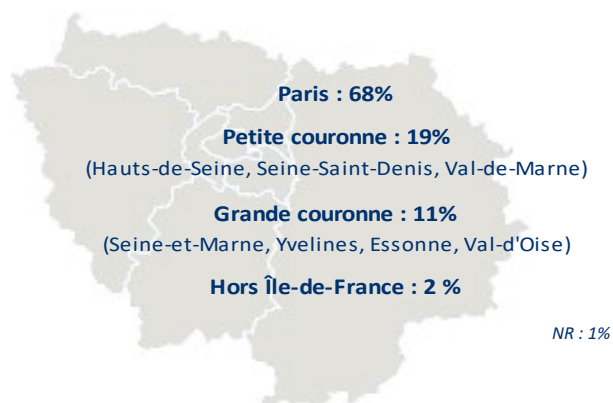 Paris : 68%
Petite couronne : 19%
(Hauts-de-Seine, Seine-Saint-Denis, Val-de-Marne)
Grande couronne : 11%
(Seine-et-Marne, Yvelines, Essonne, Val-d'Oise)
Hors Île-de-France : 2 %
NR : 1%